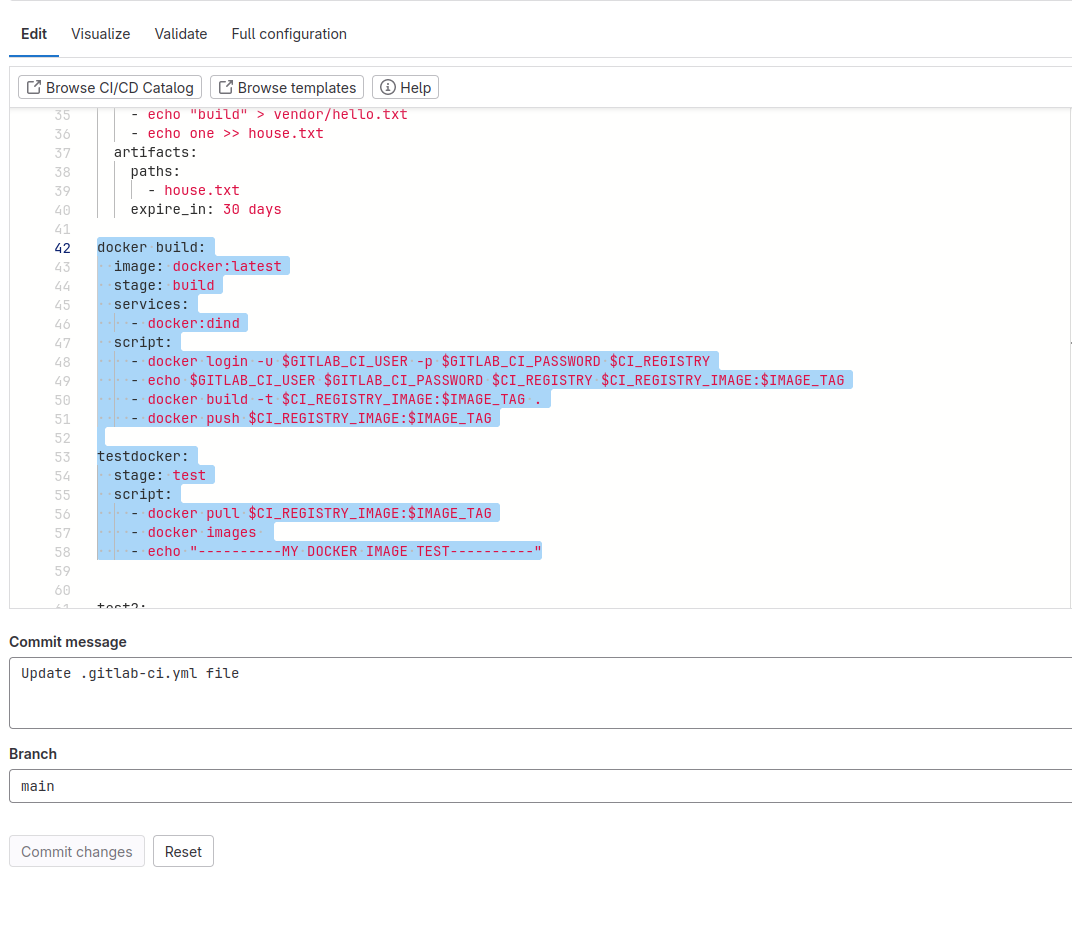 Edit Visualize Validate Full configuration
Browse CI/CD Catalog Browse templates Help
35 - echo "build" > vendor/hello.txt
36 - echo one >> house.txt
37 artifacts:
38 paths:
39 - house.txt
40 expire_in: 30 days
41
42 docker build:
43 image: docker:latest
44 stage: build
45 services:
46 - docker:dind
47 script:
48 - docker login -u $GITLAB_CI_USER -p $GITLAB_CI_PASSWORD $CI_REGISTRY
49 - echo $GITLAB_CI_USER $GITLAB_CI_PASSWORD $CI_REGISTRY $CI_REGISTRY_IMAGE:$IMAGE_TAG
50 - docker build -t $CI_REGISTRY_IMAGE:$IMAGE_TAG .
51 - docker push $CI_REGISTRY_IMAGE:$IMAGE_TAG
52
53 testdocker:
54 stage: test
55 script:
56 - docker pull $CI_REGISTRY_IMAGE:$IMAGE_TAG
57 - docker images
58 - echo "----------MY DOCKER IMAGE TEST----------"
59
60
61 test2:
Commit message
Update .gitlab-ci.yml file
Branch
main
Commit changes Reset